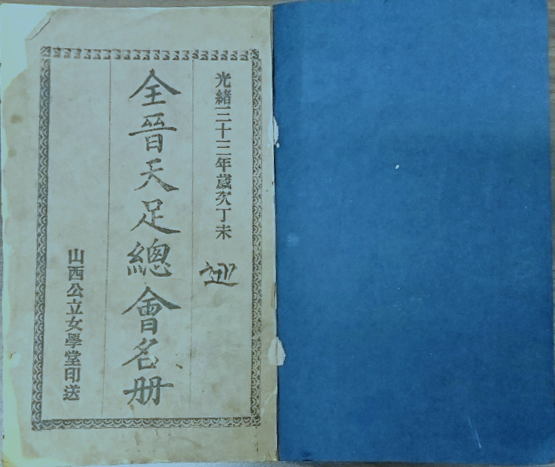 光緒三十三年歲次丁未
全晉天足總會名册
山西公立女學堂印送